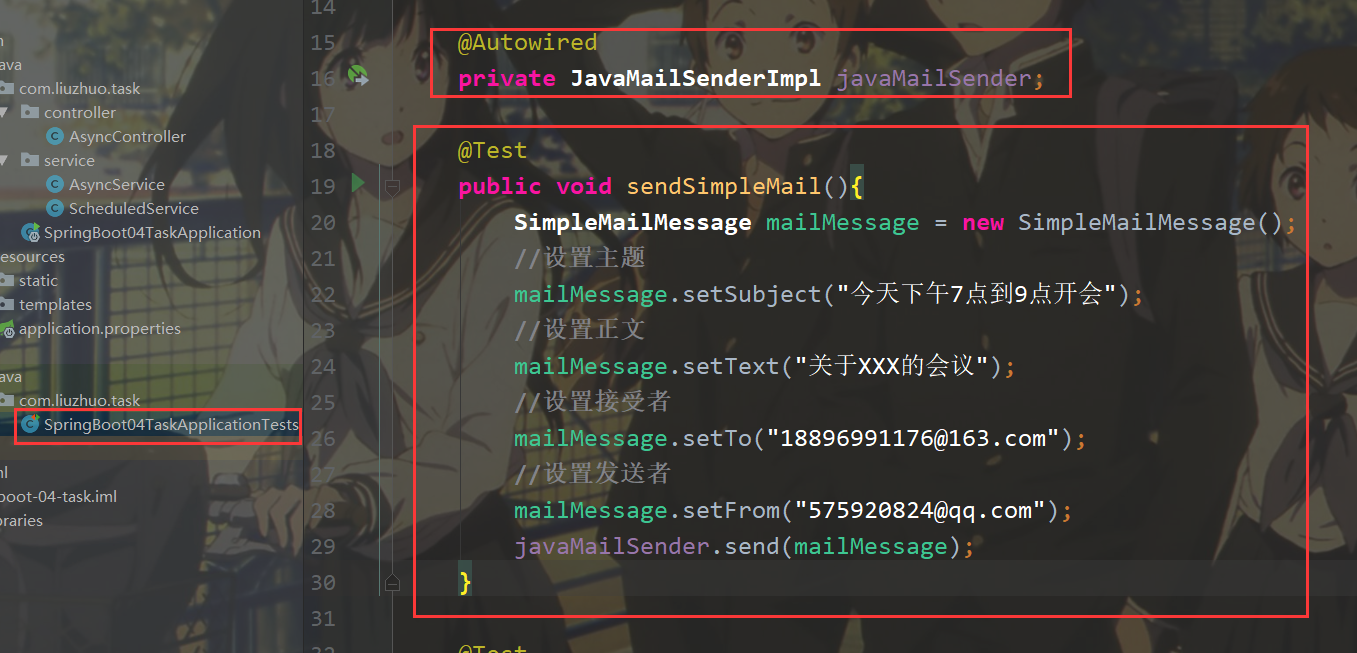 14
n
ava
com.liuzhuo.task
controller
AsyncController
service
AsyncService
ScheduledService
SpringBoot04TaskApplication
esources
static
templates
application.properties
ava
com.liuzhuo.task
SpringBoot04TaskApplicationTests
ml
boot-04-task.iml
braries
15 @Autowired
16 private JavaMailSenderImpl javaMailSender;
17
18 @Test
19 public void sendSimpleMail(){
20 SimpleMailMessage mailMessage = new SimpleMailMessage();
21 //设置主题
22 mailMessage.setSubject("今天下午7点到9点开会");
23 //设置正文
24 mailMessage.setText("关于XXX的会议");
25 //设置接受者
26 mailMessage.setTo("18896991176@163.com");
27 //设置发送者
28 mailMessage.setFrom("575920824@qq.com");
29 javaMailSender.send(mailMessage);
30 }
31
32 @Test